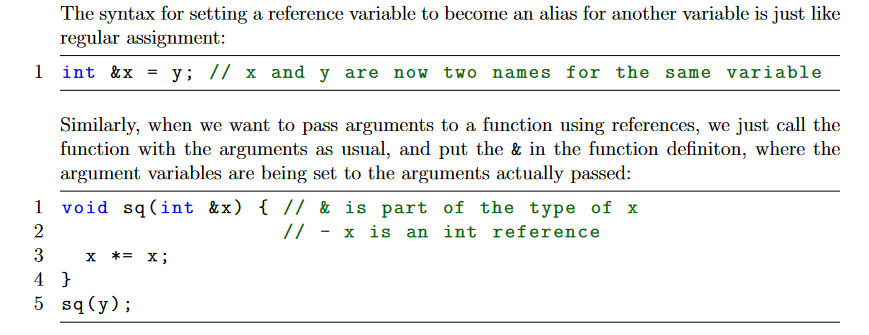 The syntax for setting a reference variable to become an alias for another variable is just like
regular assignment:
1 int &x = y; // x and y are now two names for the same variable
Similarly, when we want to pass arguments to a function using references, we just call the
function with the arguments as usual, and put the & in the function definiton, where the
argument variables are being set to the arguments actually passed:
1 void sq(int &x) { // & is part of the type of x
2 // - x is an int reference
3 x *= x;
4 }
5 sq(y);